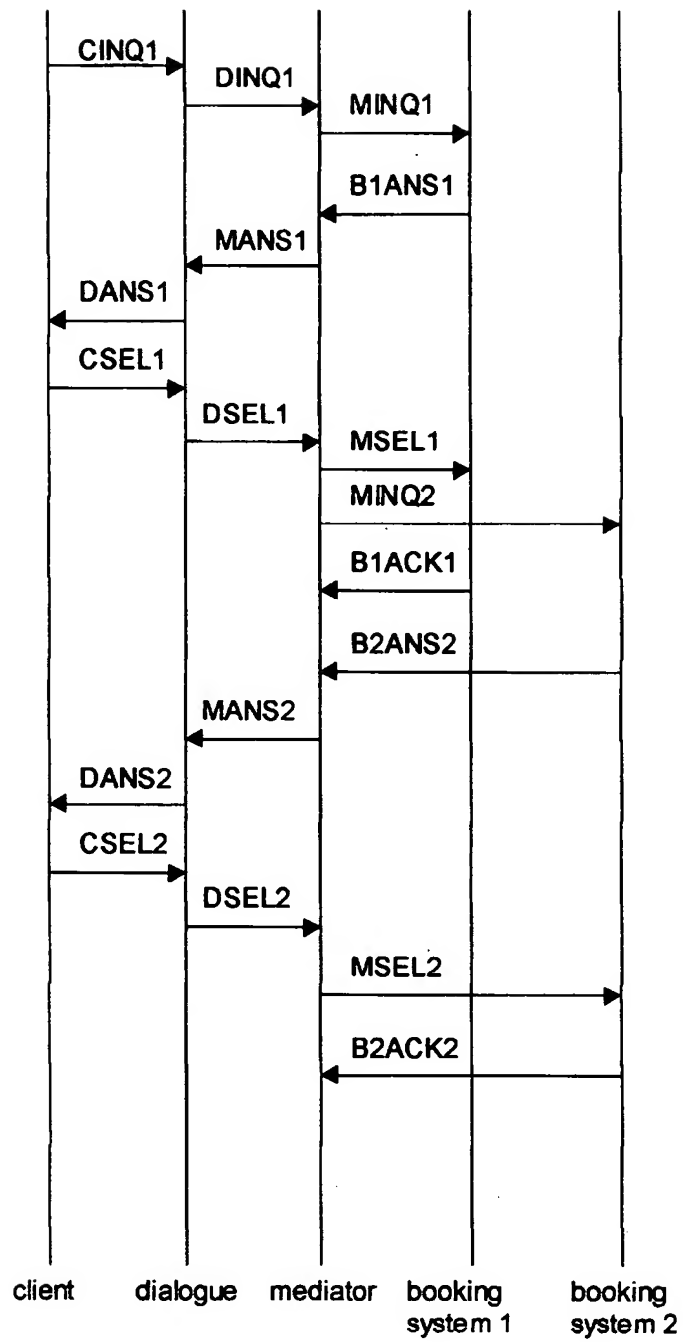 CINQ1
DINQ1
MINQ1
B1ANS1
MANS1
DANS1
CSEL1
DSEL1
MSEL1
MINQ2
B1ACK1
B2ANS2
MANS2
DANS2
CSEL2
DSEL2
MSEL2
B2ACK2
client
dialogue
mediator
booking
system 1
booking
system 2